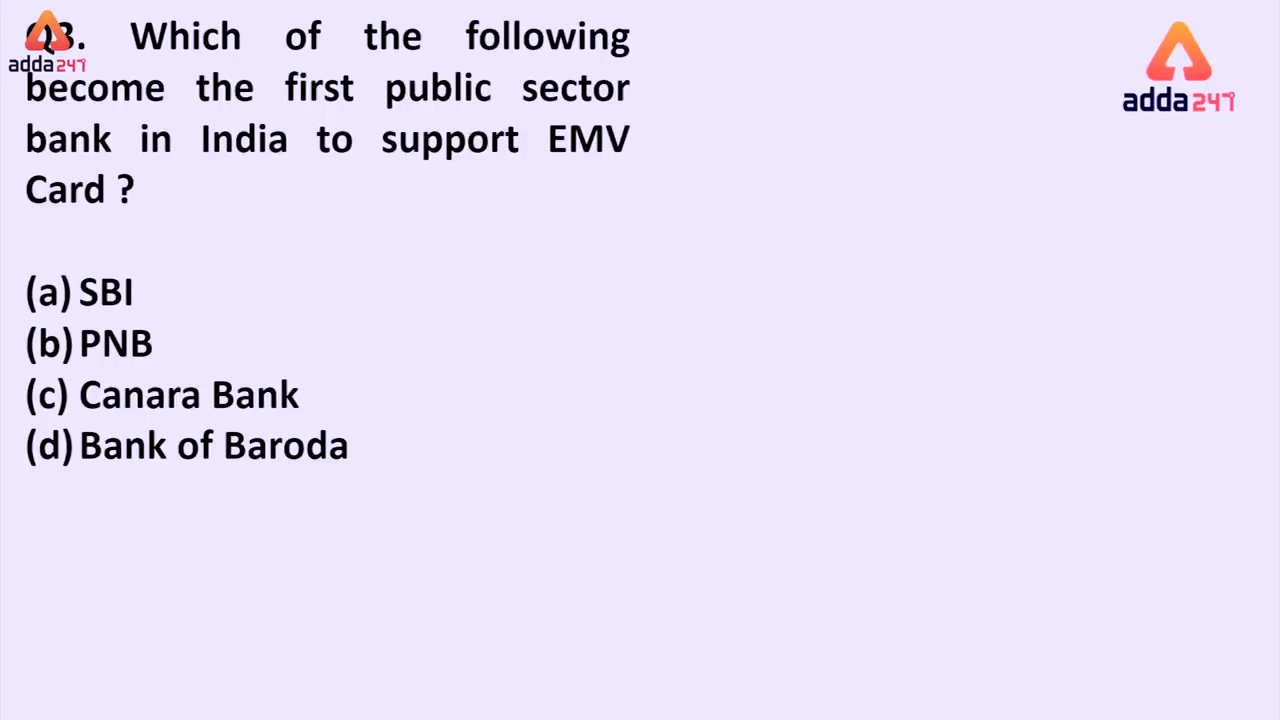 Q3. Which of the following
adda247
become the first public sector
bank in India to support EMV
Card ?
(a) SBI
(b) PNB
(c) Canara Bank
(d) Bank of Baroda
adda247